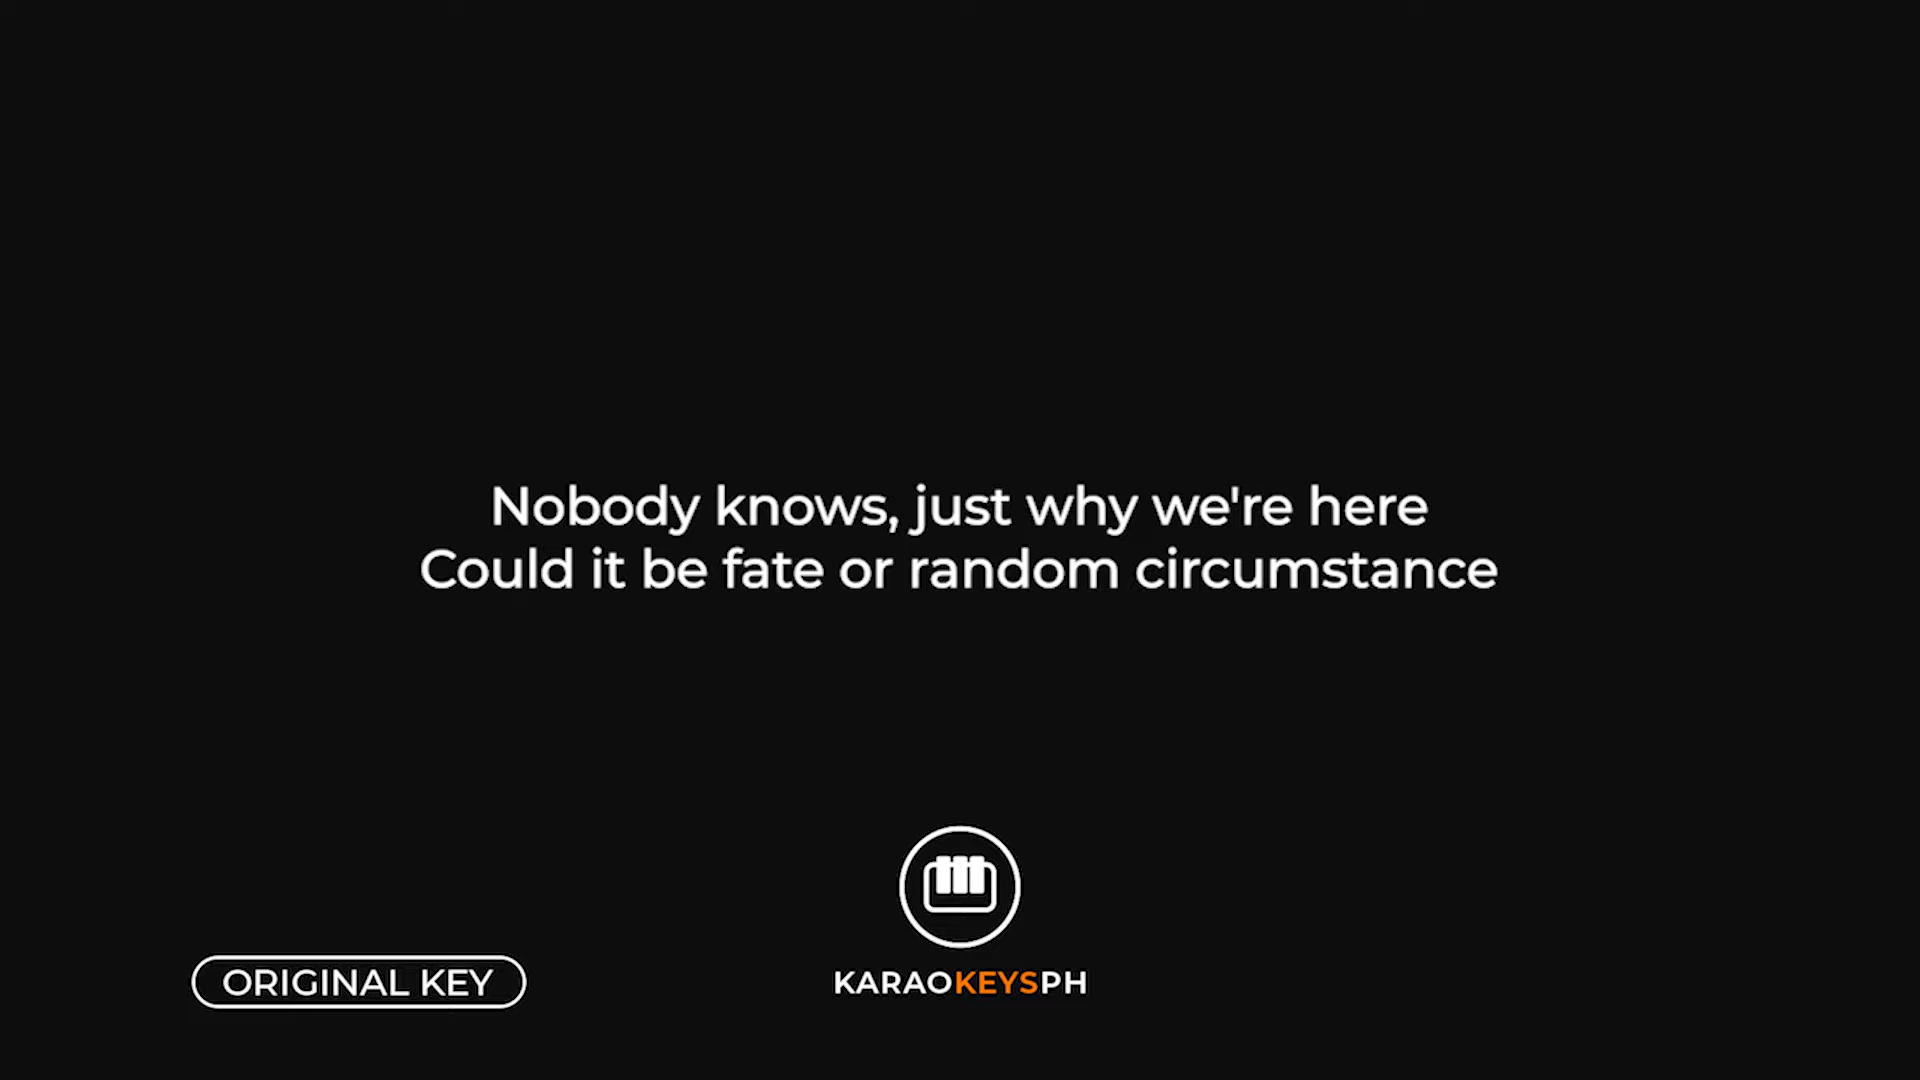 Nobody knows, just why we're here
Could it be fate or random circumstance
ORIGINAL KEY
KARAOKEYSPH